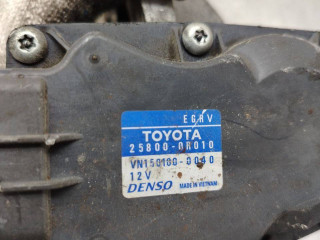 EGRV
TOYOTA
25800-0R010
VN150100-0040
12V
DENSO MADE IN VIETNAM